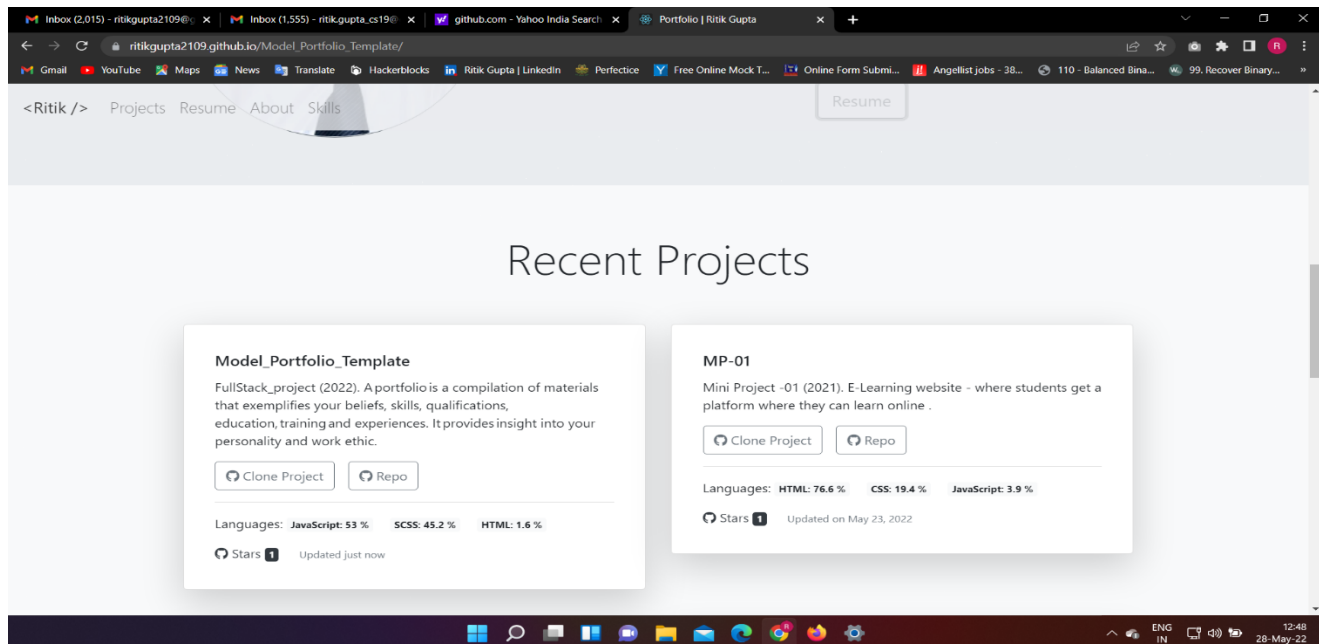 Inbox (2,015) - ritikgupta2109@g
Inbox (1,555) - ritik.gupta_cs19@
github.com - Yahoo India Search
Portfolio | Ritik Gupta
ritikgupta2109.github.io/Model_Portfolio_Template/
R
Gmail YouTube Maps News Translate Hackerblocks Ritik Gupta | LinkedIn Perfectice Free Online Mock T... Online Form Submi... Angellist jobs - 38... 110 - Balanced Bina... 99. Recover Binary... »
<Ritik /> Projects Resume About Skills
Resume
Recent Projects
Model_Portfolio_Template
FullStack_project (2022). A portfolio is a compilation of materials
that exemplifies your beliefs, skills, qualifications,
education, training and experiences. It provides insight into your
personality and work ethic.
Clone Project Repo
Languages: JavaScript: 53 % SCSS: 45.2 % HTML: 1.6 %
Stars 1 Updated just now
MP-01
Mini Project -01 (2021). E-Learning website - where students get a
platform where they can learn online .
Clone Project Repo
Languages: HTML: 76.6 % CSS: 19.4 % JavaScript: 3.9 %
Stars 1 Updated on May 23, 2022
ENG
IN
12:48
28-May-22